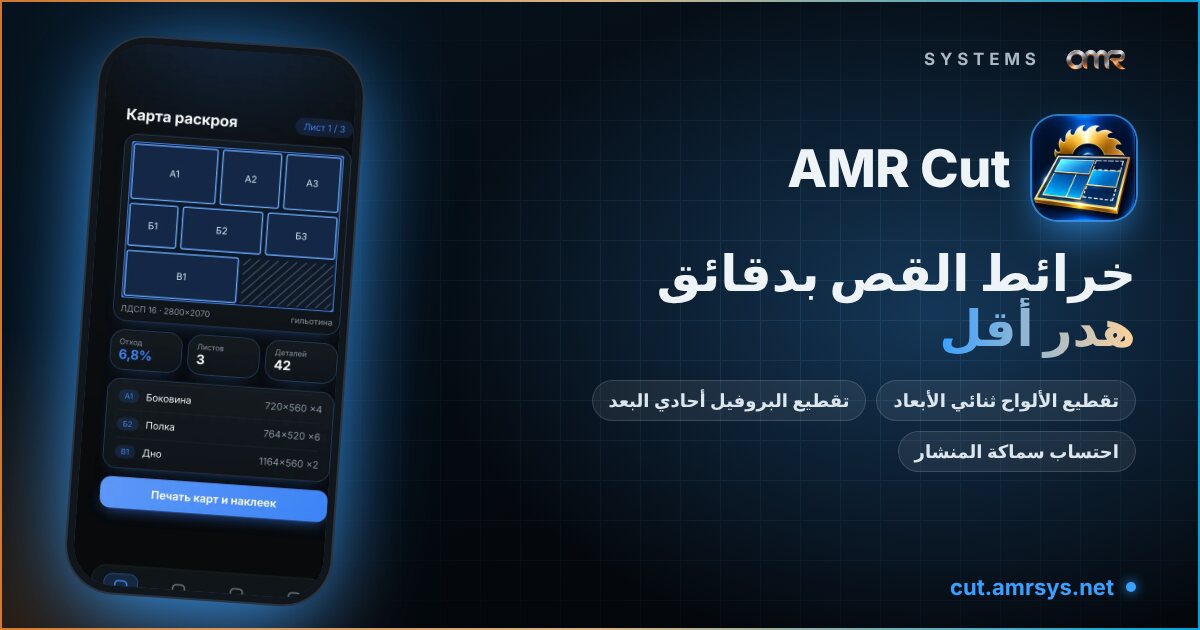 SYSTEMS amr
AMR Cut
خرائط القص بدقائق
هدر أقل
تقطيع الألواح ثنائي الأبعاد
تقطيع البروفيل أحادي البعد
احتساب سماكة المنشار
cut.amrsys.net
Карта раскроя
Лист 1 / 3
А1
А2
А3
Б1
Б2
Б3
В1
ЛДСП 16 · 2800×2070
гильотина
Отход
6,8%
Листов
3
Деталей
42
А1 Боковина 720×560 ×4
Б2 Полка 764×520 ×6
В1 Дно 1164×560 ×2
Печать карт и наклеек